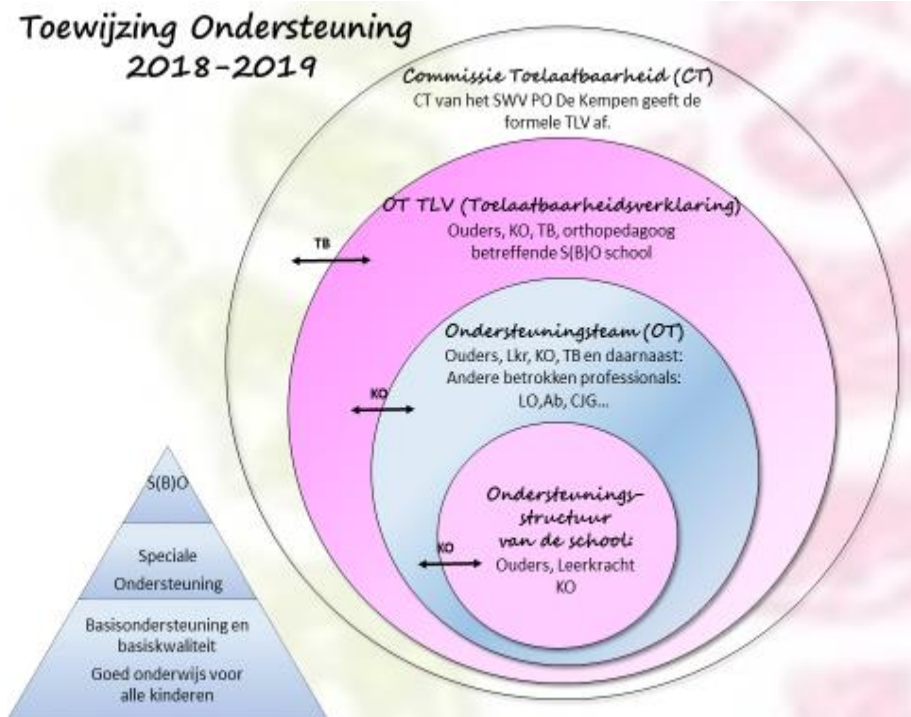 Toewijzing Ondersteuning
2018-2019
Commissie Toelaatbaarheid (CT)
CT van het SWV PO De Kempen geeft de
formele TLV af.
OT TLV (Toelaatbaarheidsverklaring)
Ouders, KO, TB, orthopedagoog
betreffende S(B)O school
TB
Ondersteuningsteam (OT)
Ouders, Lkr, KO, TB en daarnaast:
Andere betrokken professionals:
LO,Ab, CJG...
KO
Ondersteunings-
structuur
van de school:
Ouders, Leerkracht
KO
KO
S(B)O
Speciale
Ondersteuning
Basisondersteuning en
basiskwaliteit
Goed onderwijs voor
alle kinderen